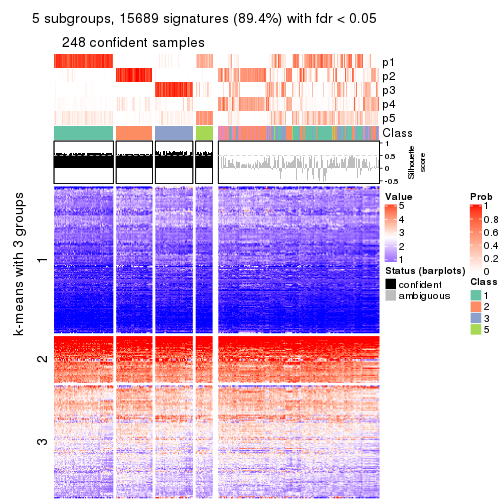 5 subgroups, 15689 signatures (89.4%) with fdr < 0.05
248 confident samples
p1
p2
p3
p4
p5
Class
1
0.5
0
-0.5
Silhouette
score
k-means with 3 groups
1
2
3
Value
5
4
3
2
1
Status (barplots)
confident
ambiguous
Prob
1
0.8
0.6
0.4
0.2
0
Class
1
2
3
5